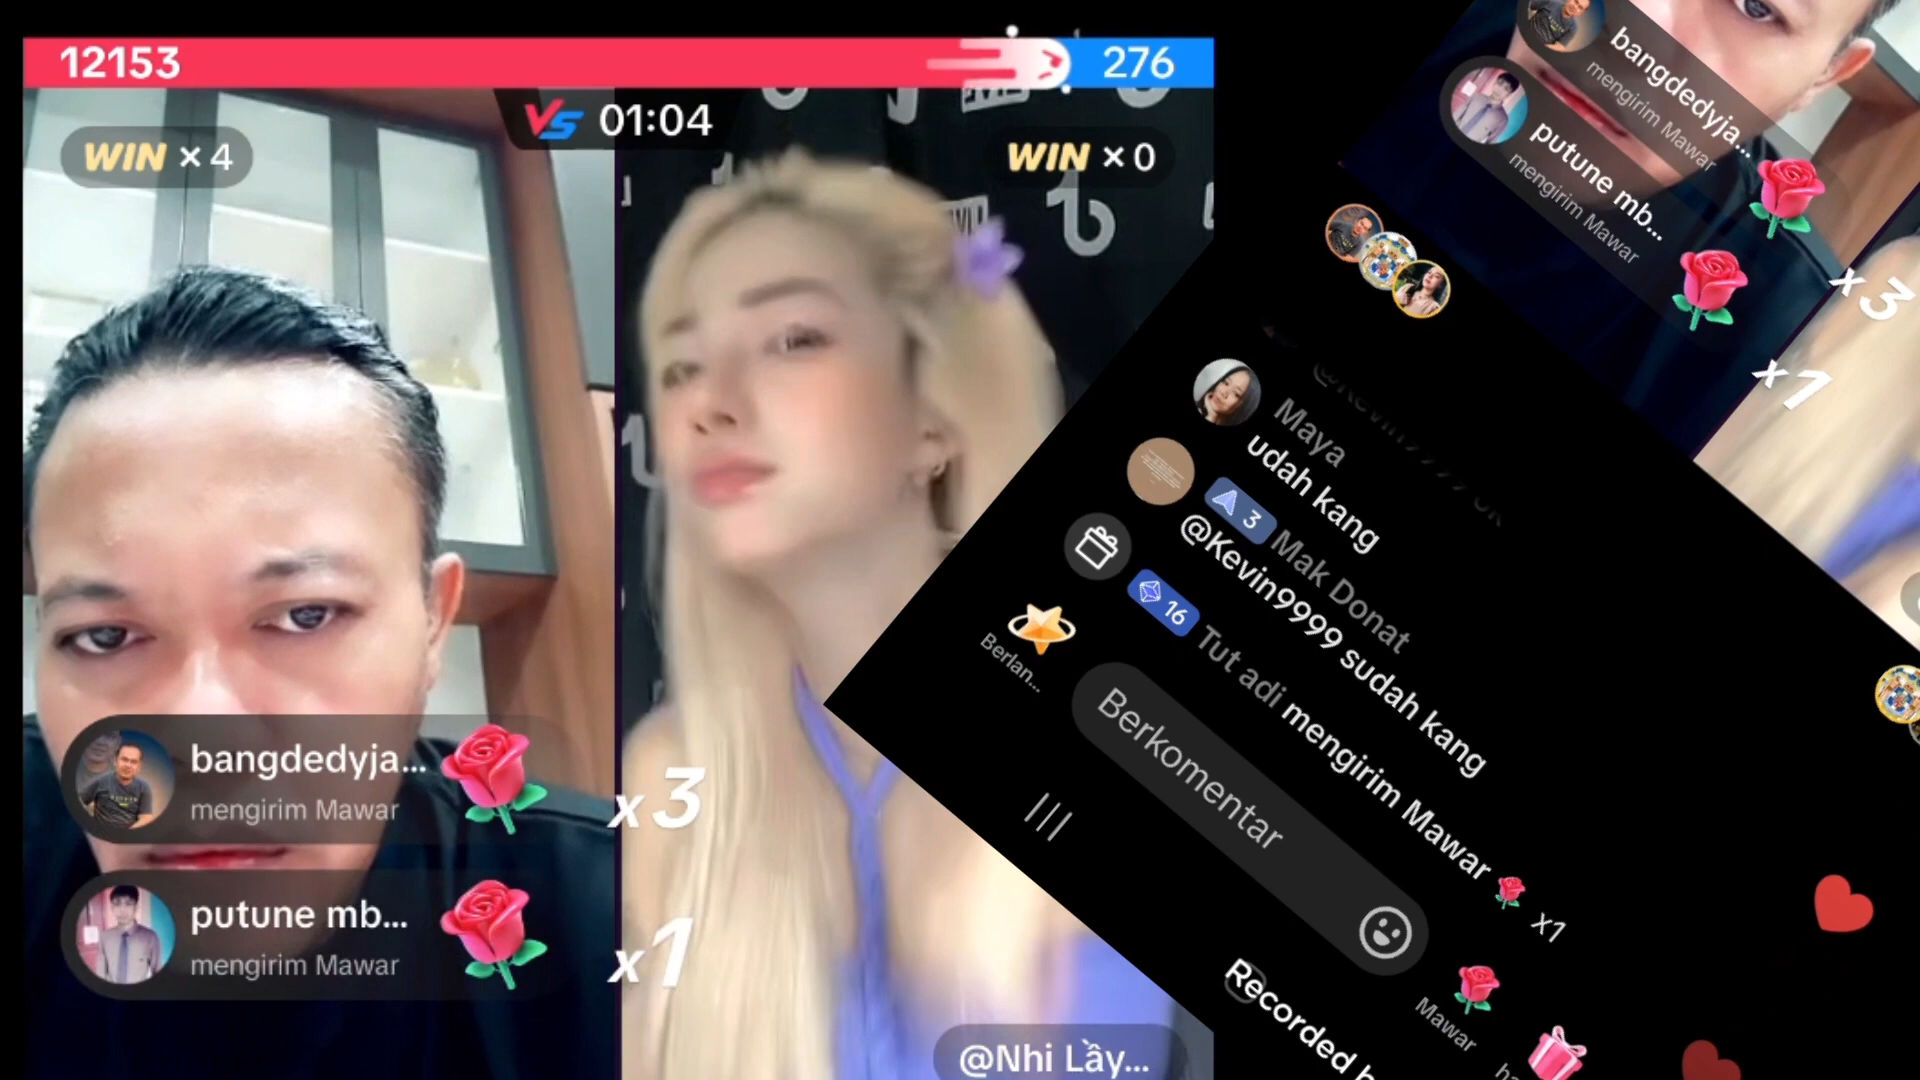 12153
276
VS 01:04
WIN × 4
WIN × 0
bangdedyja...
mengirim Mawar
x3
putune mb...
mengirim Mawar
x1
@Nhi Lầy...
bangdedyja...
mengirim Mawar
x3
putune mb...
mengirim Mawar
x1
Maya
udah kang
3 Mak Donat
@Kevin9999 sudah kang
16 Tut adi mengirim Mawar x1
Berlan...
Berkomentar
Mawar
Recorded